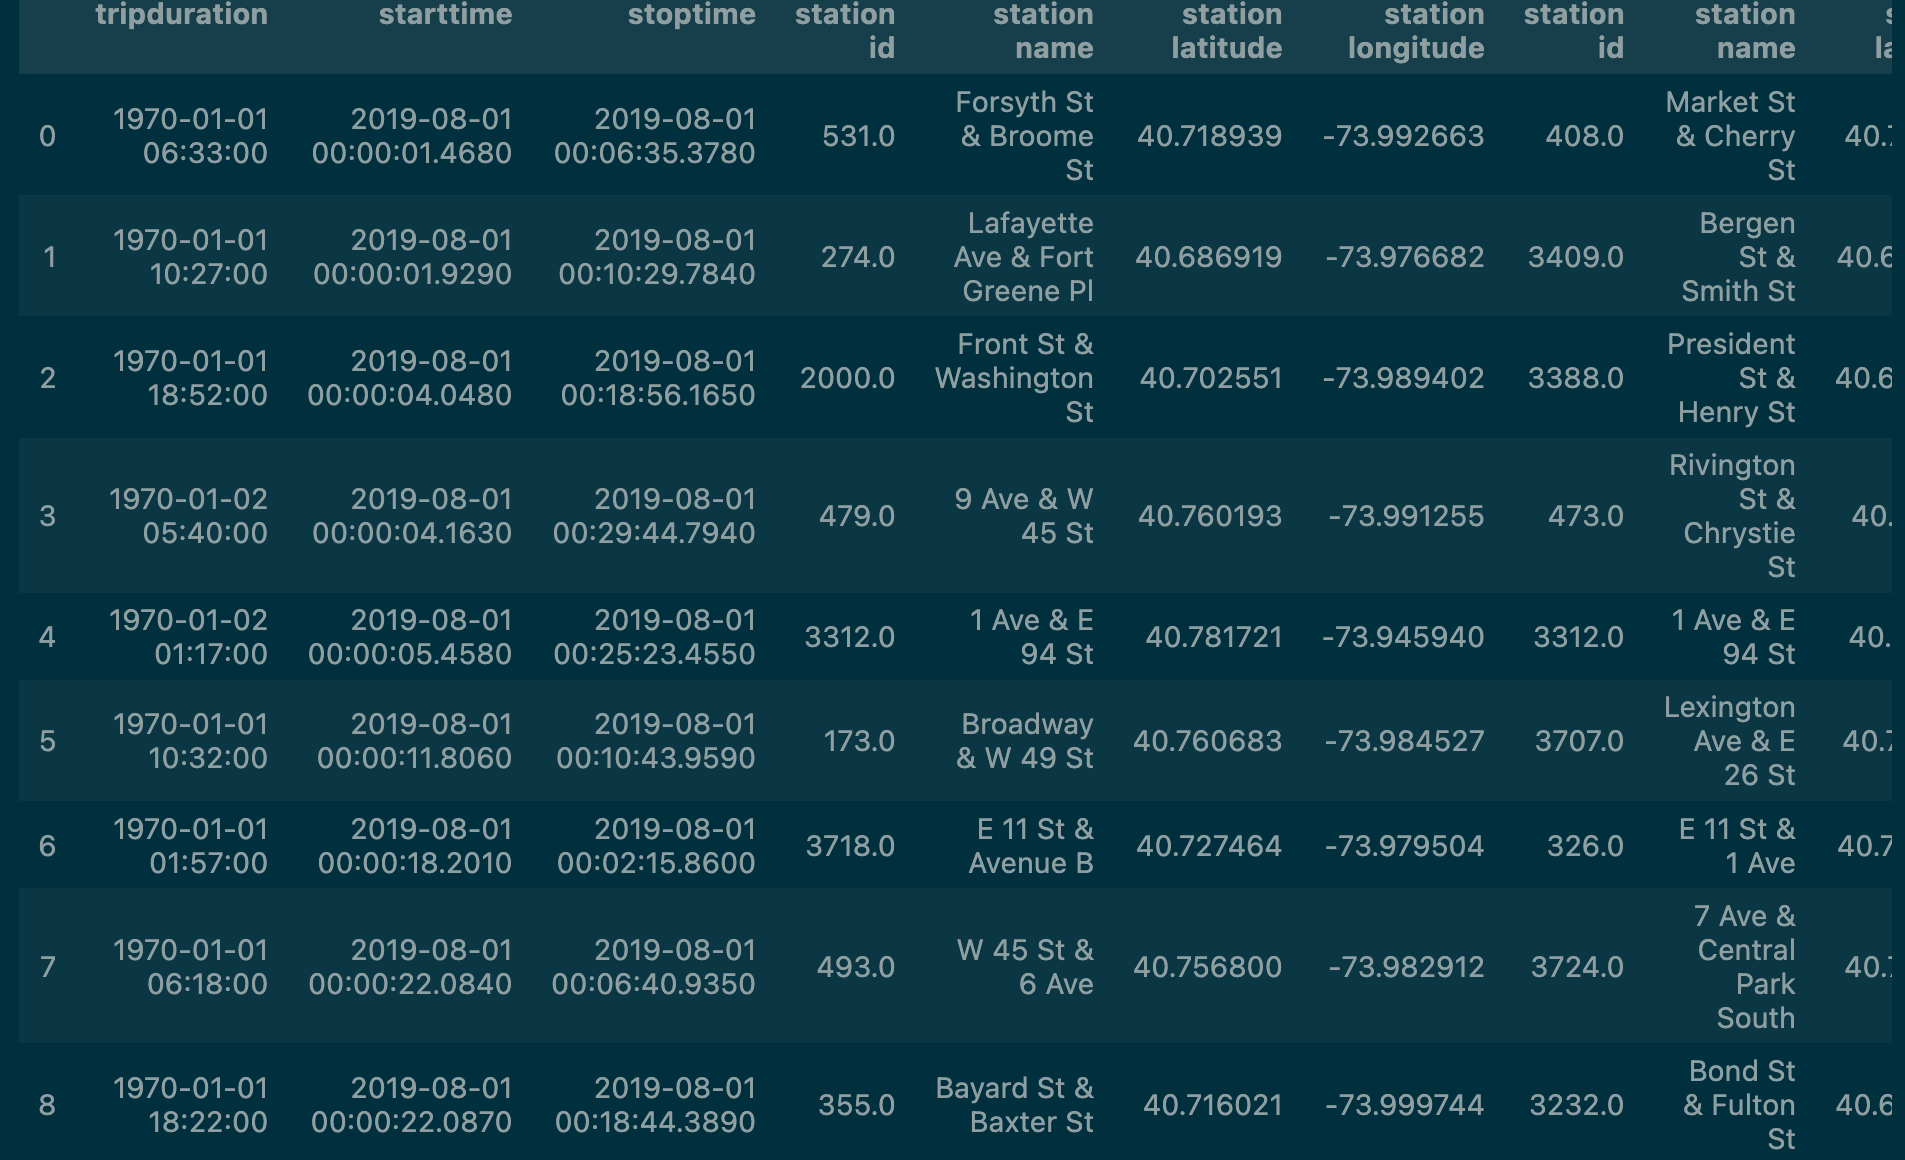 tripduration starttime stoptime station id station name station latitude station longitude station id station name
0 1970-01-01 06:33:00 2019-08-01 00:00:01.4680 2019-08-01 00:06:35.3780 531.0 Forsyth St & Broome St 40.718939 -73.992663 408.0 Market St & Cherry St
1 1970-01-01 10:27:00 2019-08-01 00:00:01.9290 2019-08-01 00:10:29.7840 274.0 Lafayette Ave & Fort Greene Pl 40.686919 -73.976682 3409.0 Bergen St & Smith St
2 1970-01-01 18:52:00 2019-08-01 00:00:04.0480 2019-08-01 00:18:56.1650 2000.0 Front St & Washington St 40.702551 -73.989402 3388.0 President St & Henry St
3 1970-01-02 05:40:00 2019-08-01 00:00:04.1630 2019-08-01 00:29:44.7940 479.0 9 Ave & W 45 St 40.760193 -73.991255 473.0 Rivington St & Chrystie St
4 1970-01-02 01:17:00 2019-08-01 00:00:05.4580 2019-08-01 00:25:23.4550 3312.0 1 Ave & E 94 St 40.781721 -73.945940 3312.0 1 Ave & E 94 St
5 1970-01-01 10:32:00 2019-08-01 00:00:11.8060 2019-08-01 00:10:43.9590 173.0 Broadway & W 49 St 40.760683 -73.984527 3707.0 Lexington Ave & E 26 St
6 1970-01-01 01:57:00 2019-08-01 00:00:18.2010 2019-08-01 00:02:15.8600 3718.0 E 11 St & Avenue B 40.727464 -73.979504 326.0 E 11 St & 1 Ave
7 1970-01-01 06:18:00 2019-08-01 00:00:22.0840 2019-08-01 00:06:40.9350 493.0 W 45 St & 6 Ave 40.756800 -73.982912 3724.0 7 Ave & Central Park South
8 1970-01-01 18:22:00 2019-08-01 00:00:22.0870 2019-08-01 00:18:44.3890 355.0 Bayard St & Baxter St 40.716021 -73.999744 3232.0 Bond St & Fulton St